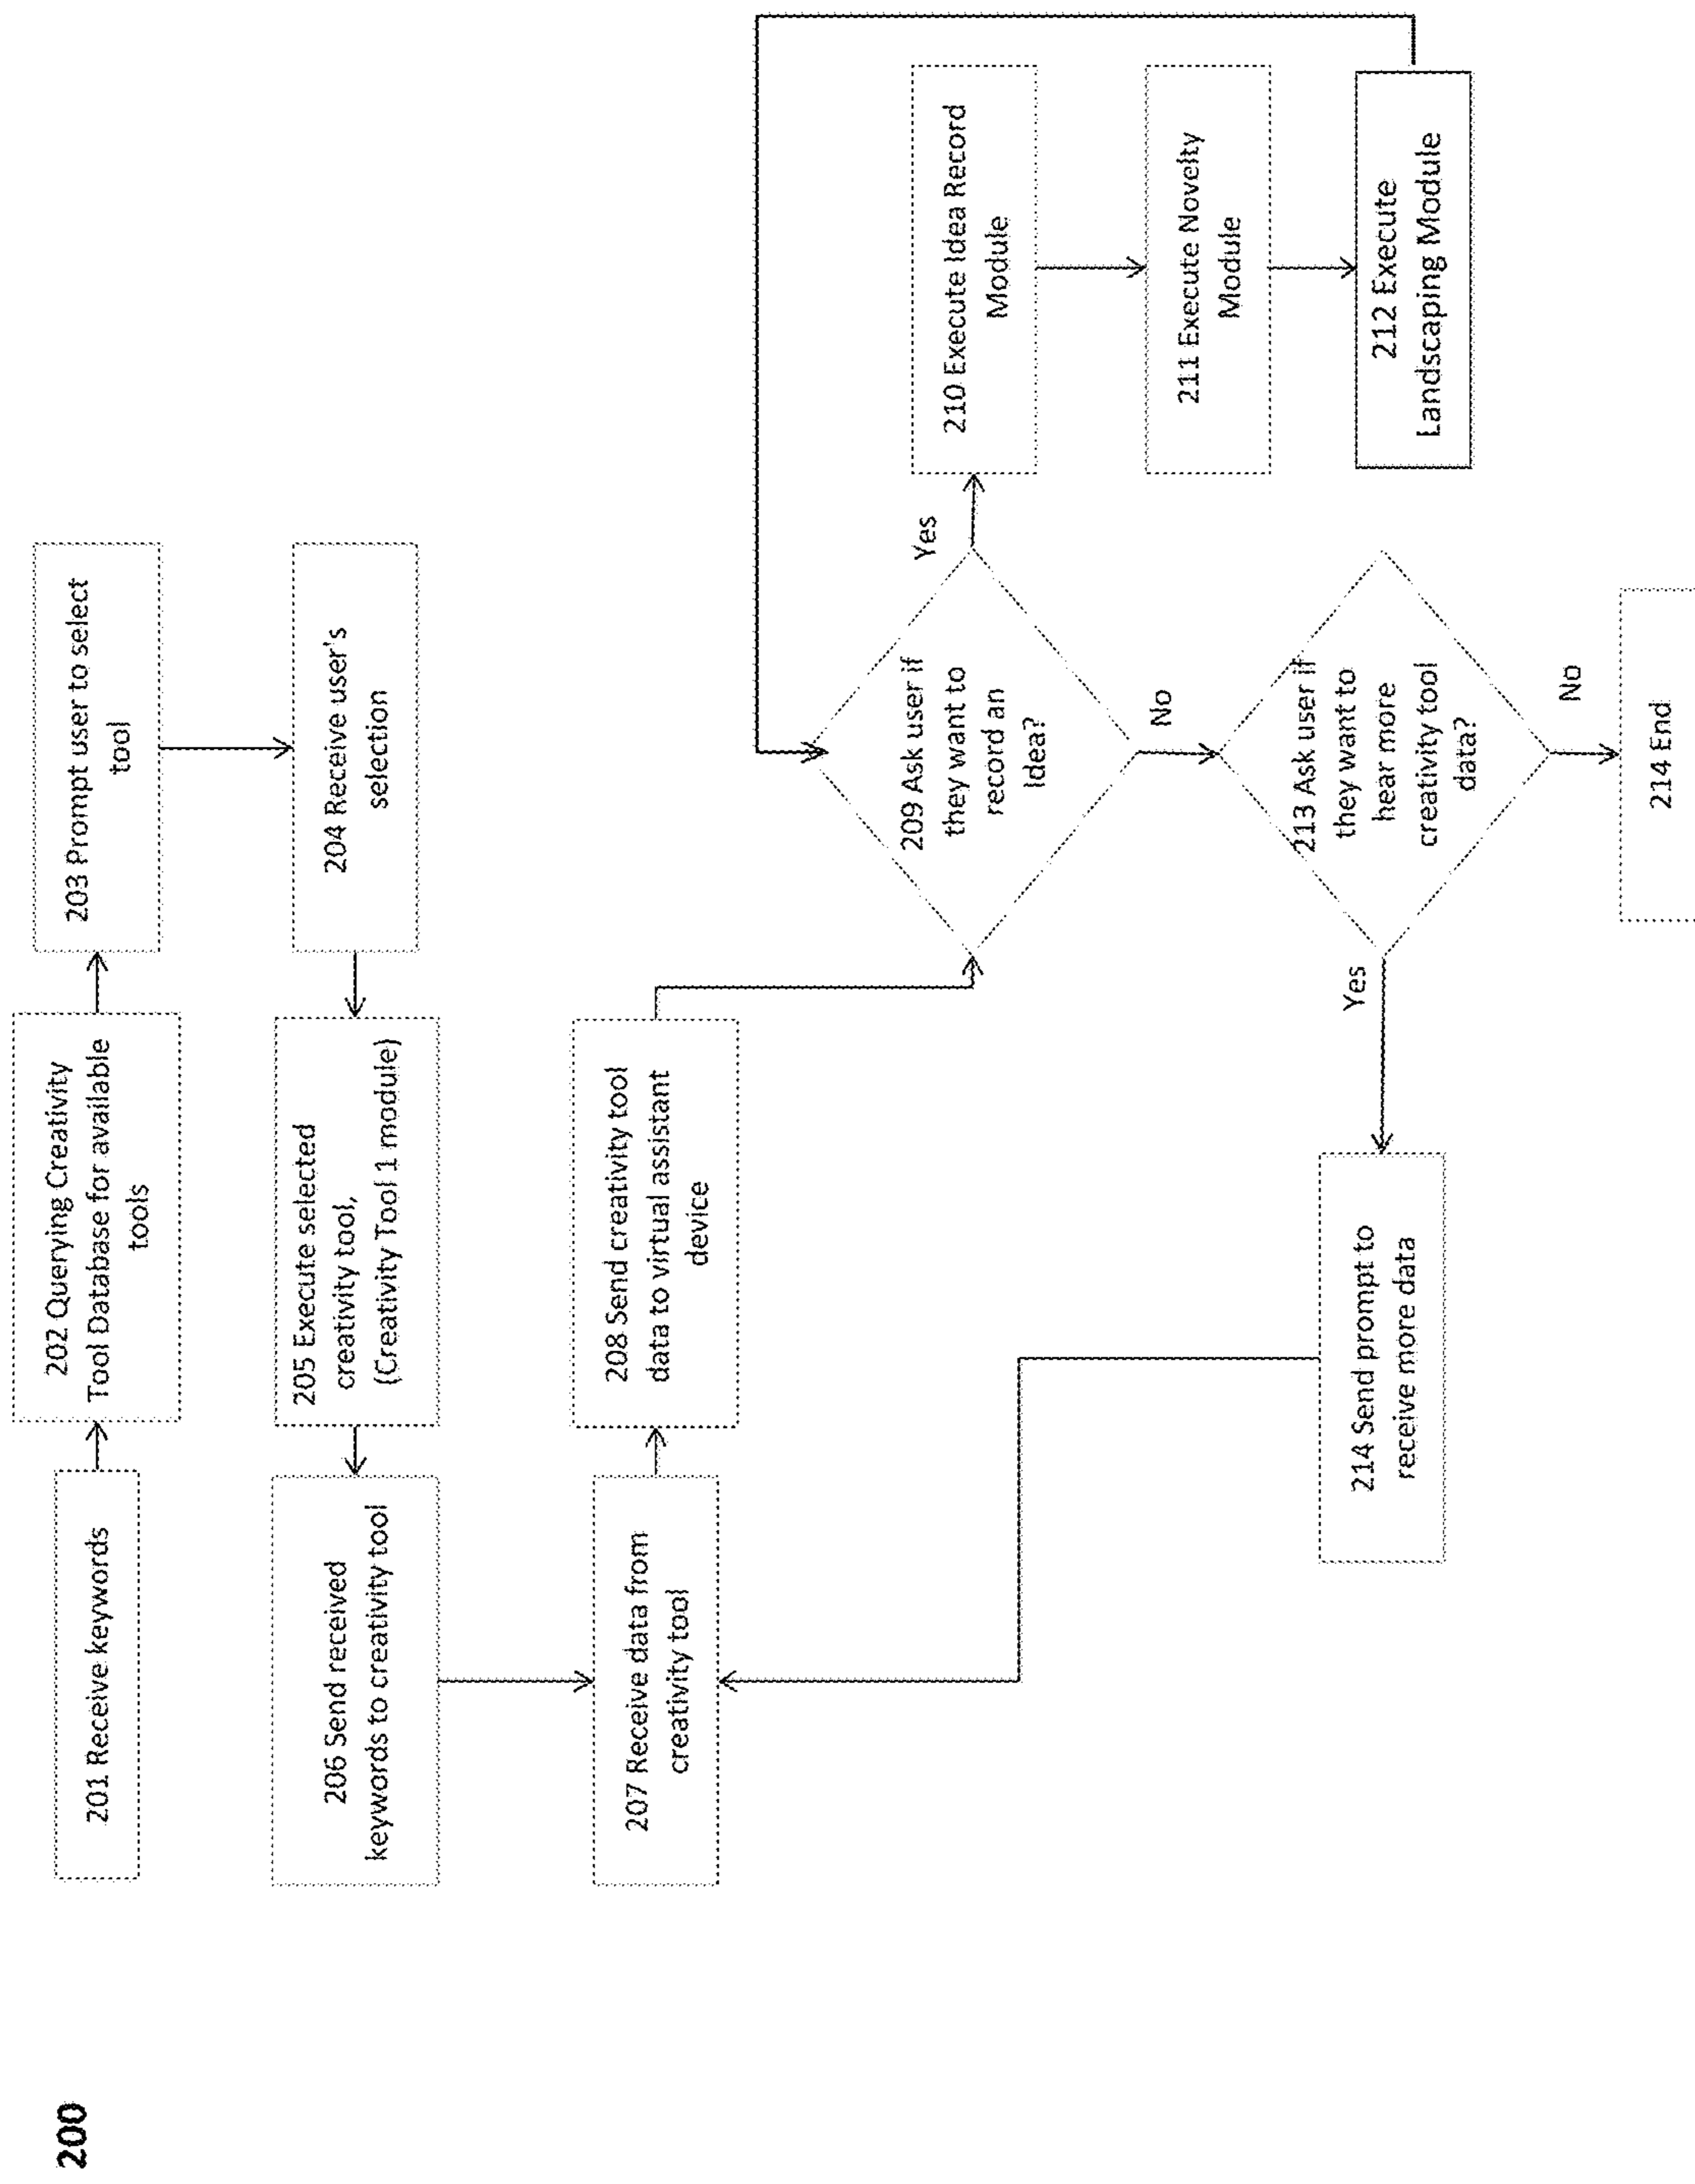 200
201 Receive keywords
202 Querying Creativity
Tool Database for available
tools
203 Prompt user to select
tool
204 Receive user's
selection
205 Execute selected
creativity tool,
(Creativity Tool 1 module)
206 Send received
keywords to creativity tool
207 Receive data from
creativity tool
208 Send creativity tool
data to virtual assistant
device
209 Ask user if
they want to
record an
Idea?
Yes
210 Execute Idea Record
Module
211 Execute Novelty
Module
212 Execute
Landscaping Module
No
213 Ask user if
they want to
hear more
creativity tool
data?
Yes
214 Send prompt to
receive more data
No
214 End